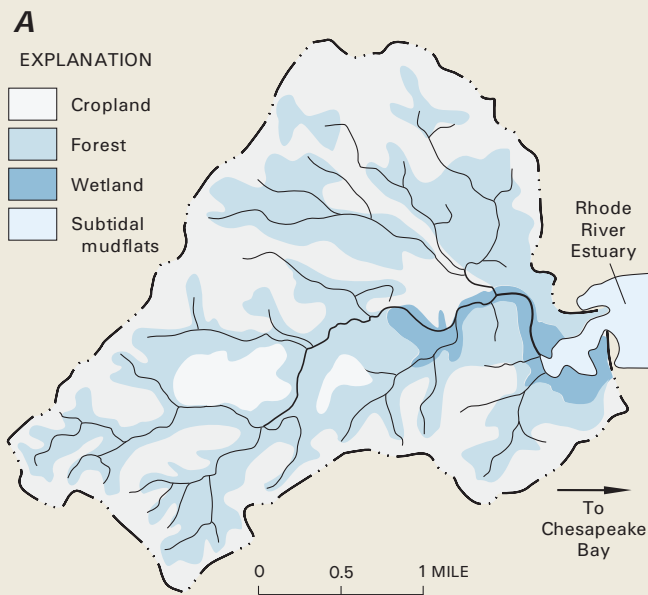 A
EXPLANATION
Cropland
Forest
Wetland
Subtidal
mudflats
Rhode
River
Estuary
To
Chesapeake
Bay
0 0.5 1 MILE